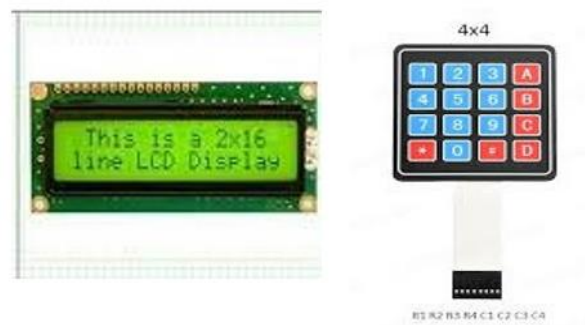 This is a 2x16
line LCD Display
4x4
1 2 3 A
4 5 6 B
7 8 9 C
* 0 # D
R1 R2 R3 R4 C1 C2 C3 C4